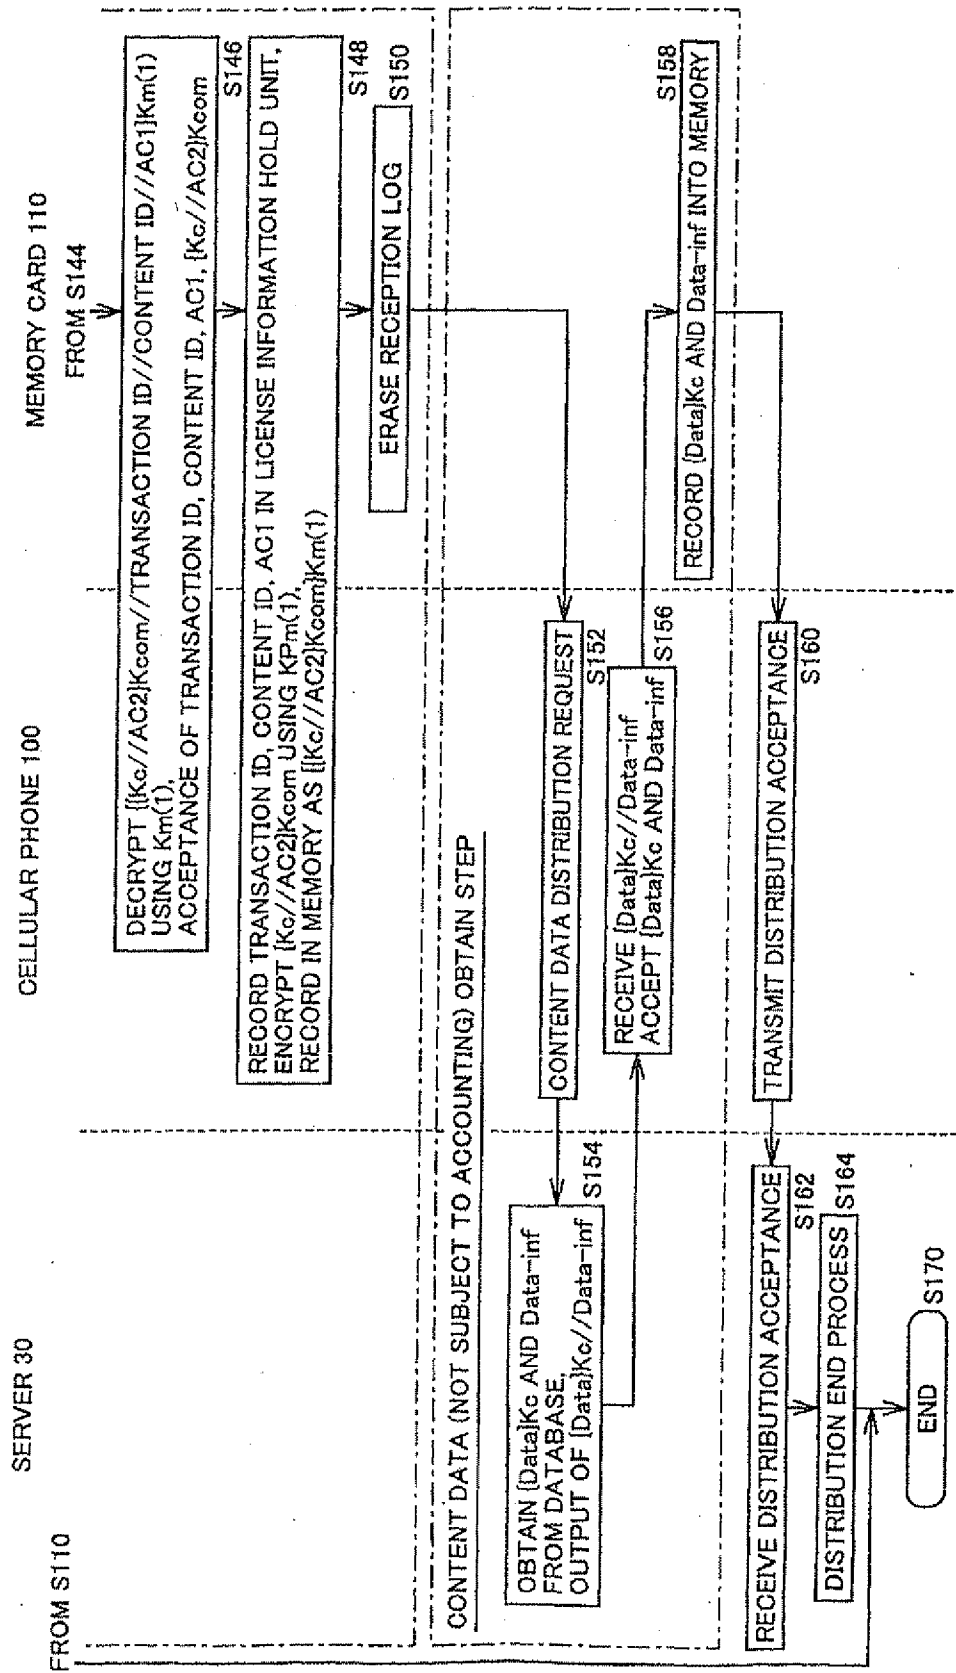 SERVER 30
CELLULAR PHONE 100
MEMORY CARD 110
FROM S110
FROM S144
DECRYPT {{Kc//AC2}Kcom//TRANSACTION ID//CONTENT ID//AC1}Km(1)
USING Km(1),
ACCEPTANCE OF TRANSACTION ID, CONTENT ID, AC1, {Kc//AC2}Kcom
S146
RECORD TRANSACTION ID, CONTENT ID, AC1 IN LICENSE INFORMATION HOLD UNIT,
ENCRYPT {Kc//AC2}Kcom USING KPm(1),
RECORD IN MEMORY AS {{Kc//AC2}Kcom}Km(1)
S148
S150
ERASE RECEPTION LOG
CONTENT DATA (NOT SUBJECT TO ACCOUNTING) OBTAIN STEP
CONTENT DATA DISTRIBUTION REQUEST
S152
OBTAIN {Data}Kc AND Data-inf
FROM DATABASE,
OUTPUT OF {Data}Kc//Data-inf
S154
RECEIVE {Data}Kc//Data-inf
ACCEPT {Data}Kc AND Data-inf
S156
S158
RECORD {Data}Kc AND Data-inf INTO MEMORY
TRANSMIT DISTRIBUTION ACCEPTANCE
S160
RECEIVE DISTRIBUTION ACCEPTANCE
S162
DISTRIBUTION END PROCESS
S164
END
S170